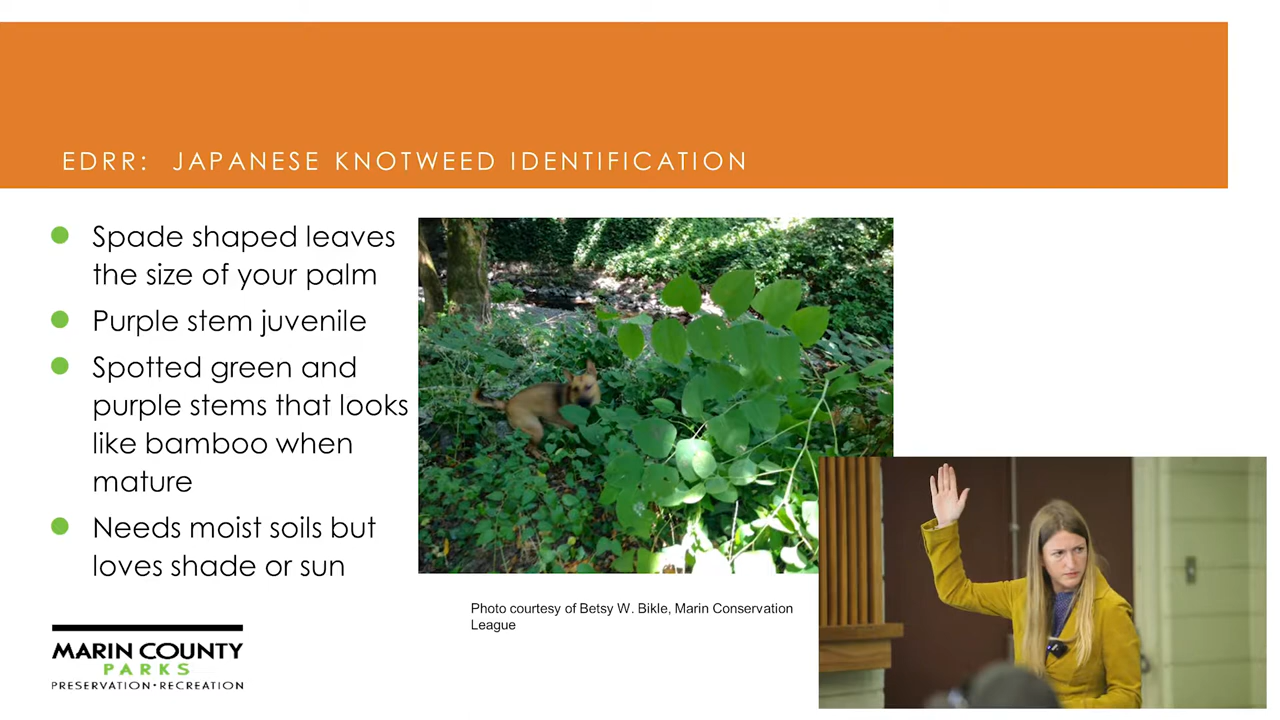 EDRR: JAPANESE KNOTWEED IDENTIFICATION
Spade shaped leaves
the size of your palm
Purple stem juvenile
Spotted green and
purple stems that looks
like bamboo when
mature
Needs moist soils but
loves shade or sun
Photo courtesy of Betsy W. Bikle, Marin Conservation
League
MARIN COUNTY
PARKS
PRESERVATION•RECREATION